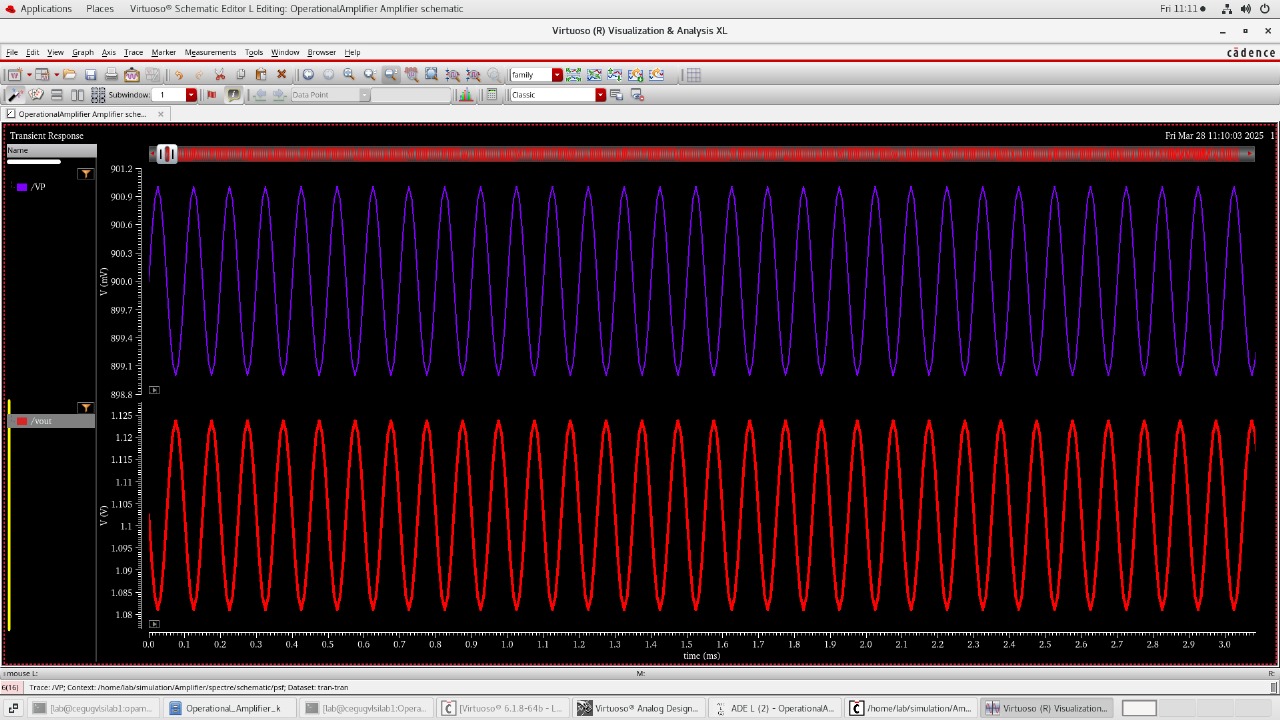 Applications Places Virtuoso® Schematic Editor L Editing: OperationalAmplifier Amplifier schematic Fri 11:11
Virtuoso (R) Visualization & Analysis XL
File Edit View Graph Axis Trace Marker Measurements Tools Window Browser Help
cādence
family
Subwindow: 1 Data Point Classic
OperationalAmplifier Amplifier sche...
Transient Response Fri Mar 28 11:10:03 2025 1
Name
/VP
901.2
900.9
900.6
900.3
900.0
899.7
899.4
899.1
898.8
V (mV)
/vout
1.125
1.12
1.115
1.11
1.105
1.1
1.095
1.09
1.085
1.08
V (V)
0.0 0.1 0.2 0.3 0.4 0.5 0.6 0.7 0.8 0.9 1.0 1.1 1.2 1.3 1.4 1.5 1.6 1.7 1.8 1.9 2.0 2.1 2.2 2.3 2.4 2.5 2.6 2.7 2.8 2.9 3.0
time (ms)
mouse L: M: R:
6(16) Trace: /VP; Context: /home/lab/simulation/Amplifier/spectre/schematic/psf; Dataset: tran-tran
[lab@cegugvlsilab1:opam... Operational_Amplifier_k [lab@cegugvlsilab1:Opera... [Virtuoso® 6.1.8-64b - L... Virtuoso® Analog Design... ADE L (2) - OperationalA... /home/lab/simulation/Am... Virtuoso (R) Visualization...